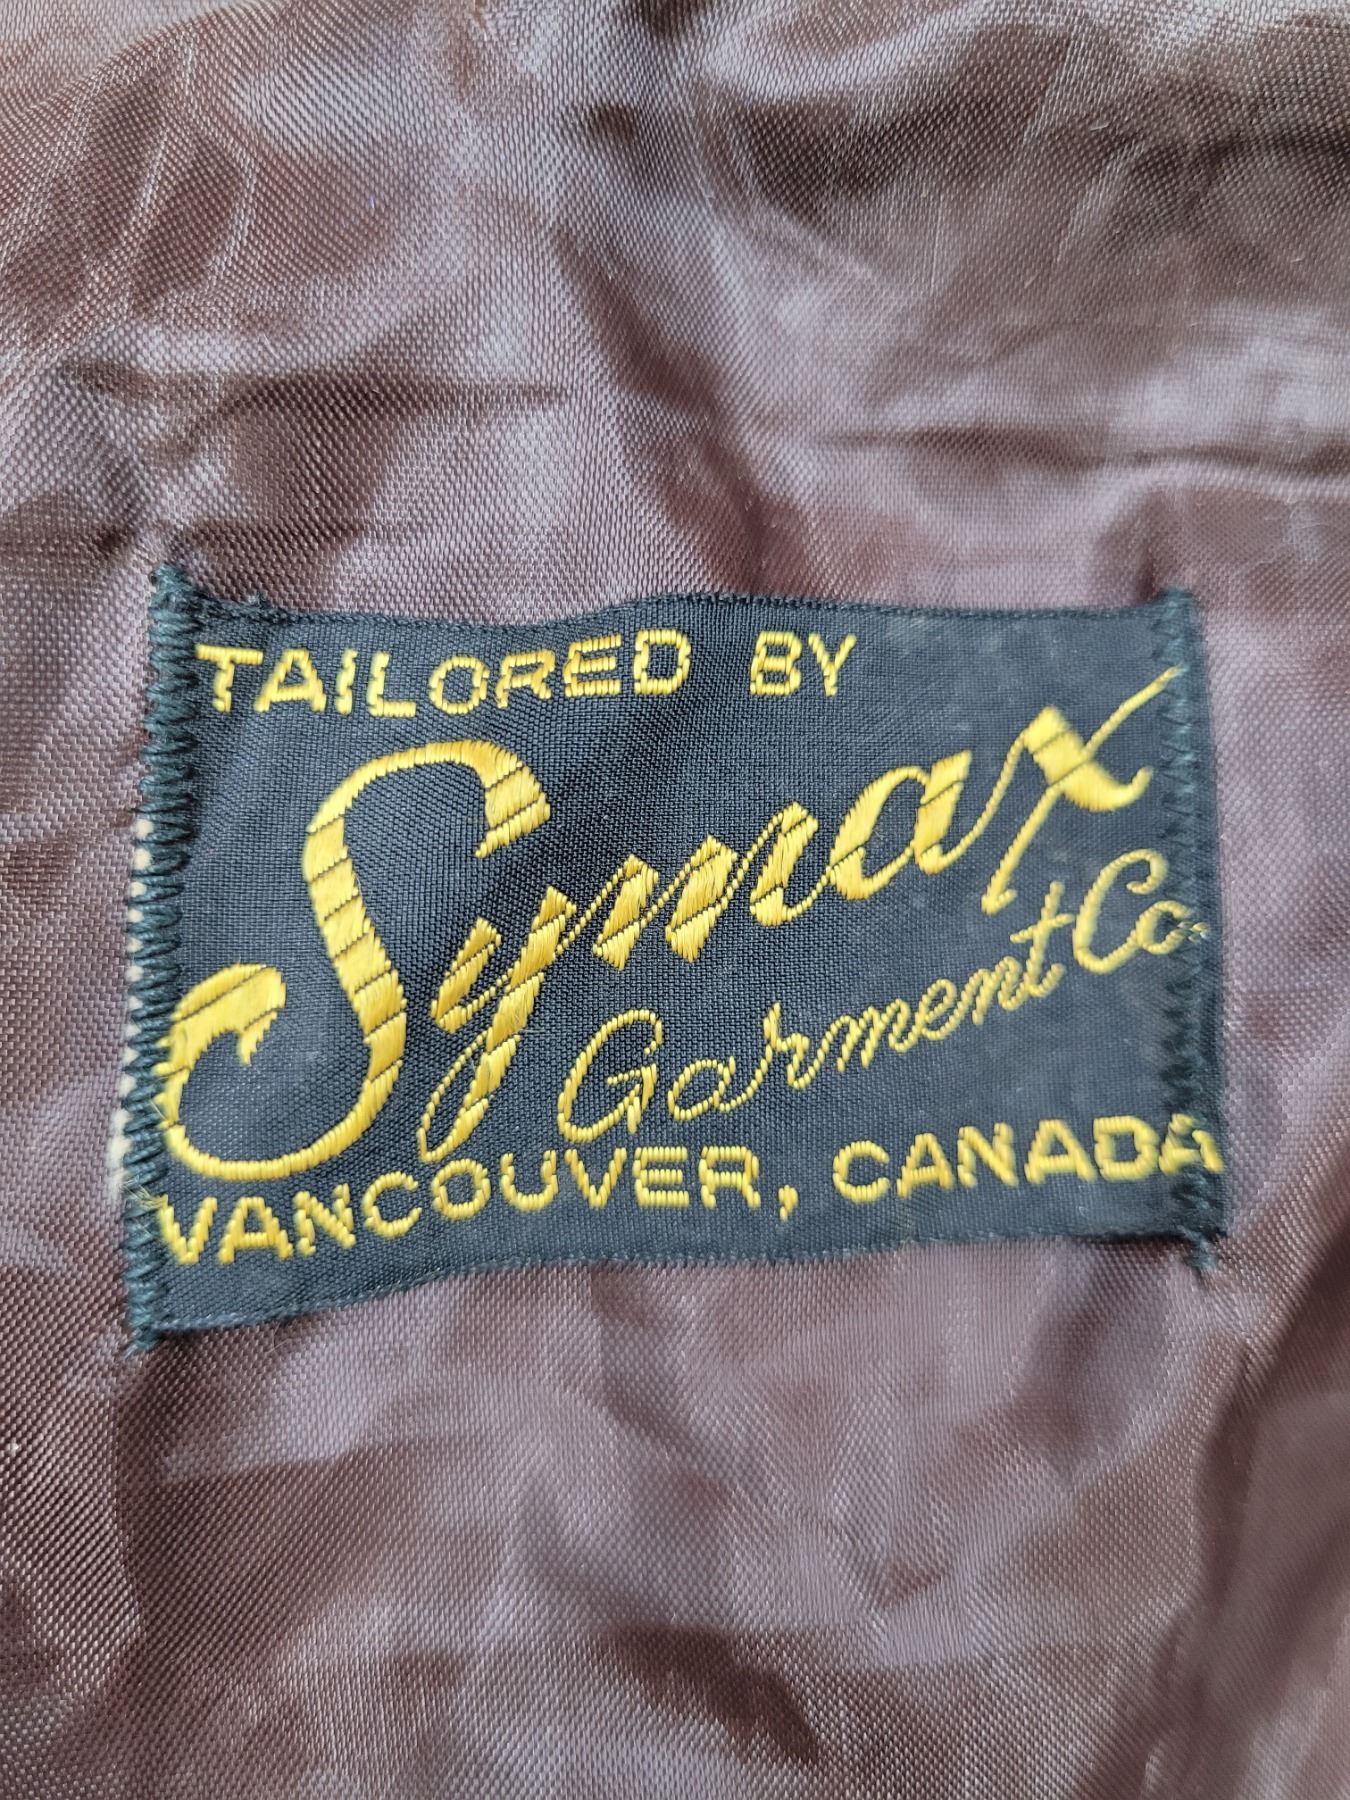 TAILORED BY
Symax
Garment Co.
VANCOUVER, CANADA